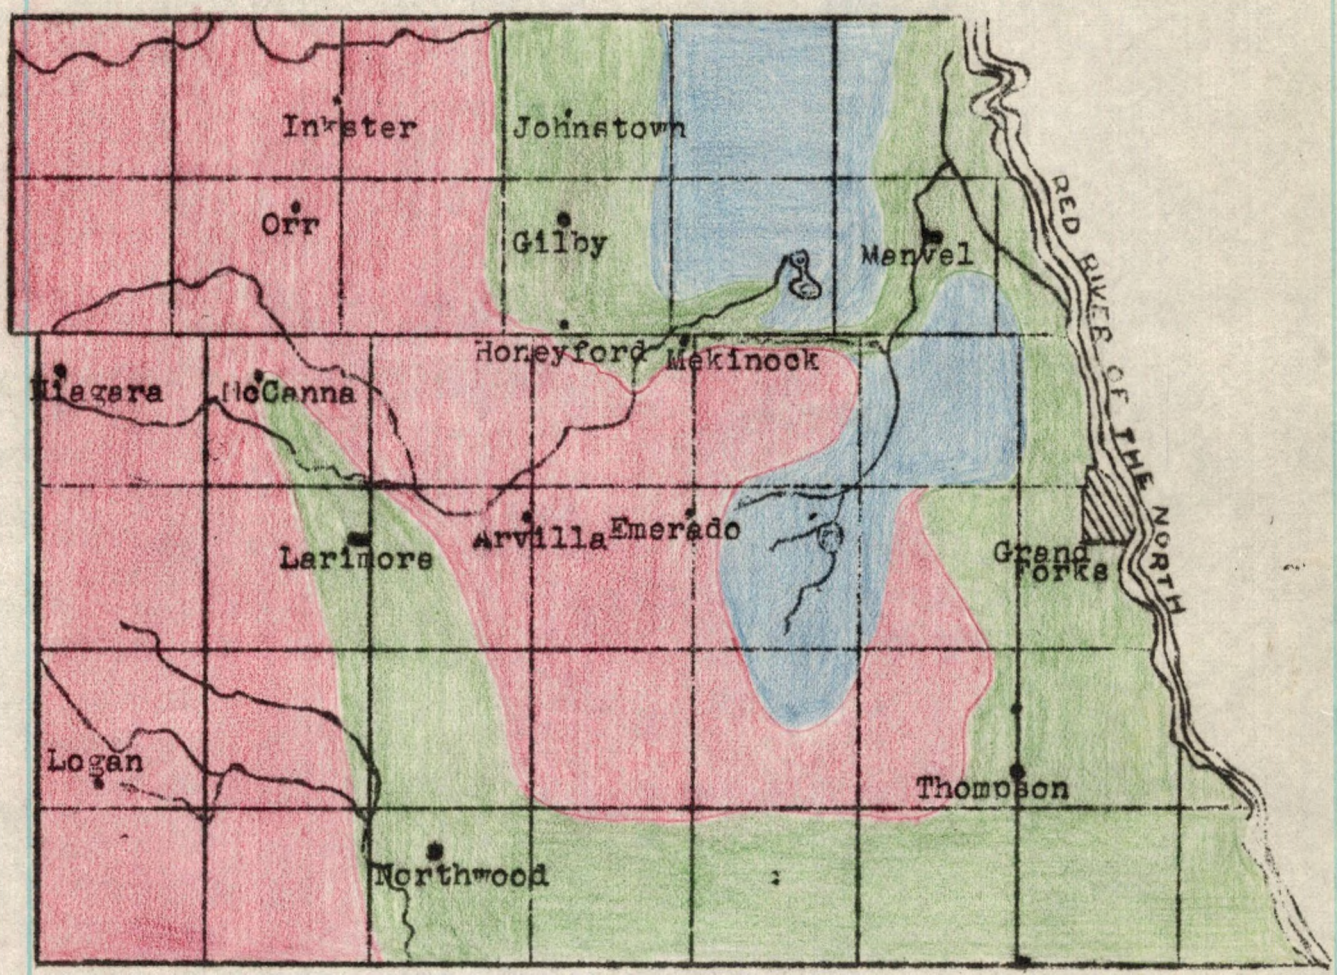 Inkster
Johnstown
Orr
Gilby
Manvel
RED RIVER OF THE NORTH
Honeyford
Mekinock
Niagara
McCanna
Arvilla
Emerado
Larimore
Grand
Forks
Logan
Thompson
Northwood